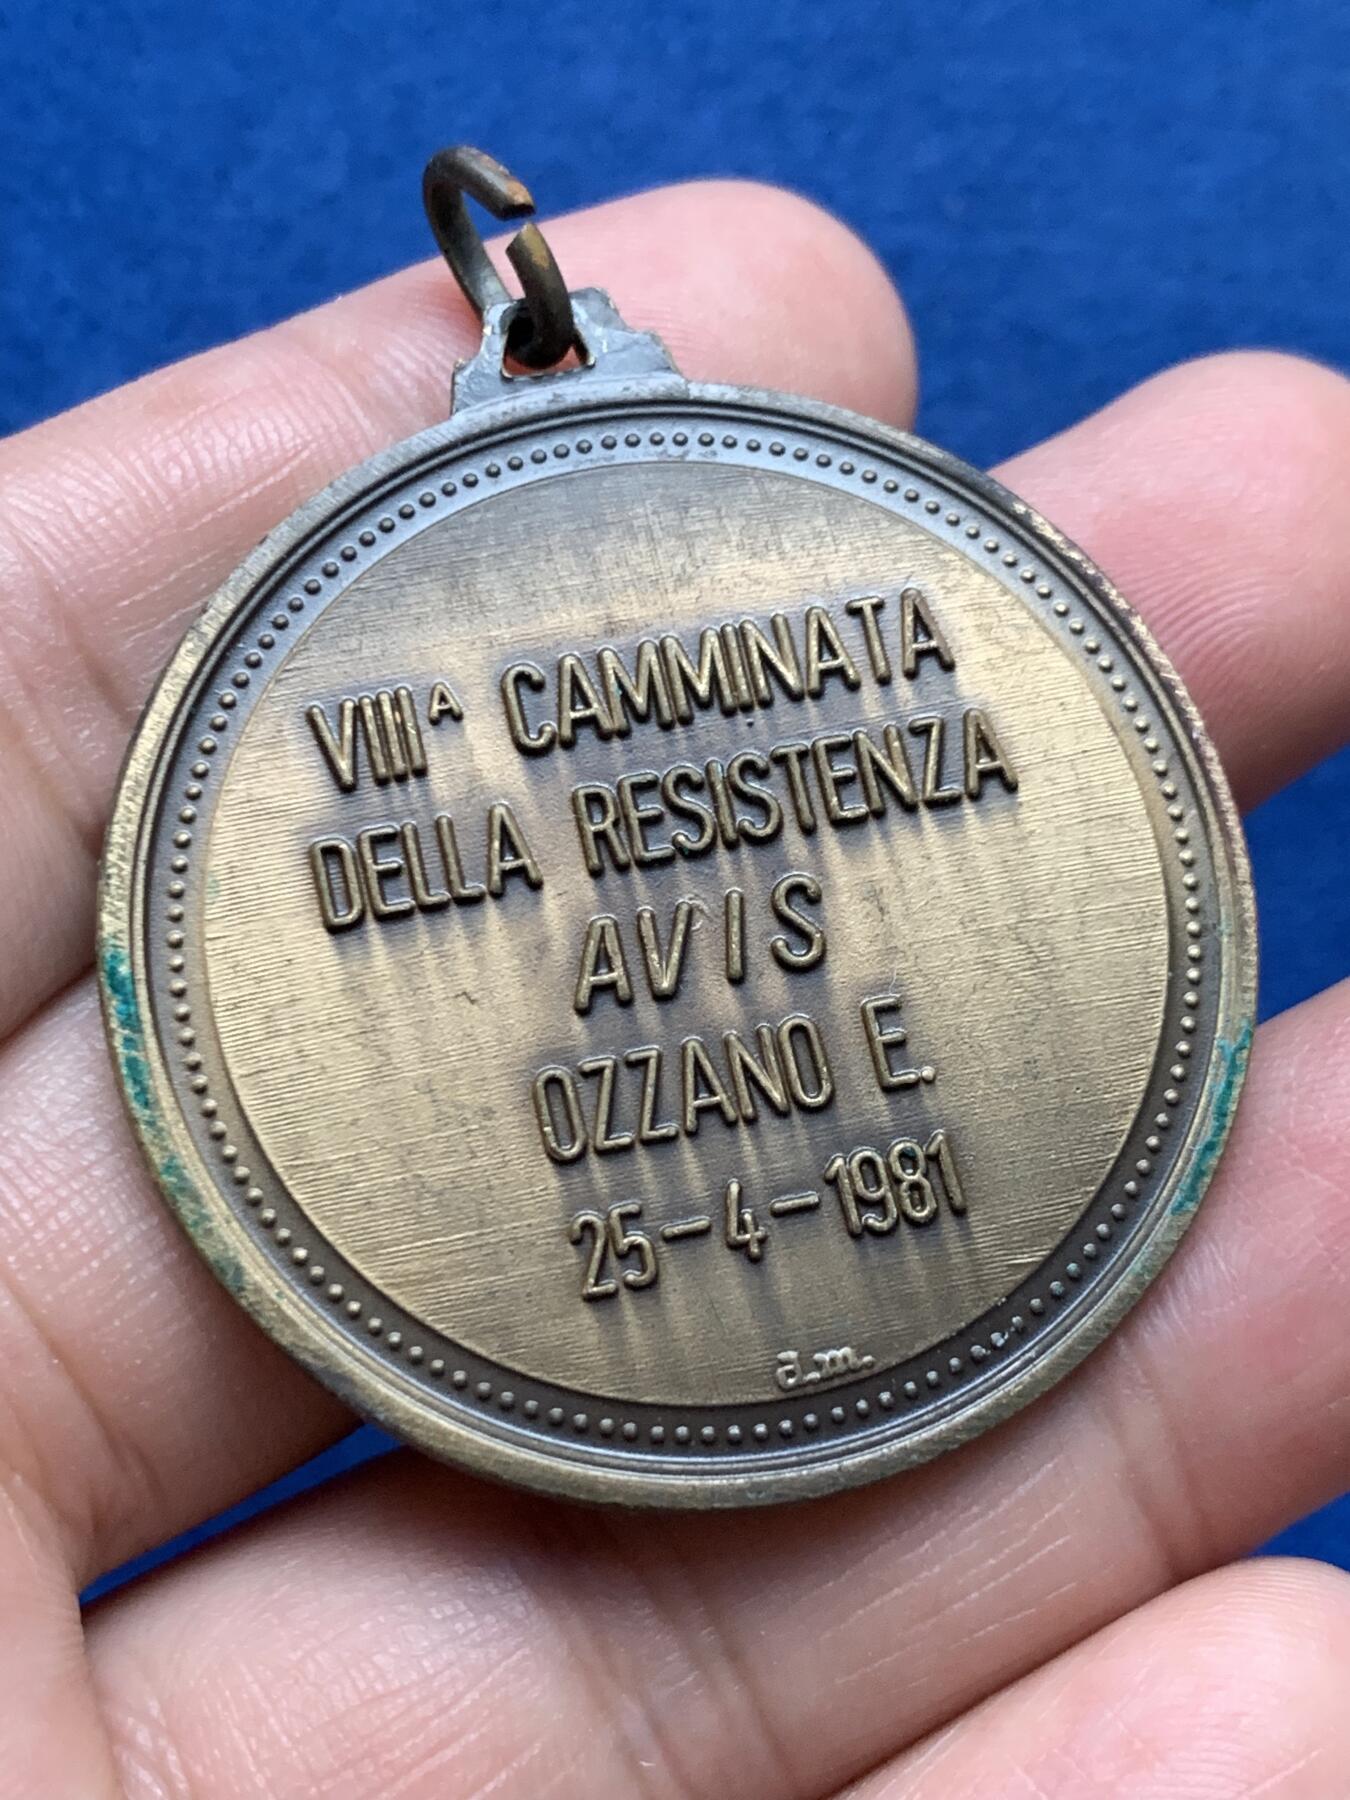 VIIIᴬ CAMMINATA
DELLA RESISTENZA
AVIS
OZZANO E.
25-4-1981
a.m.